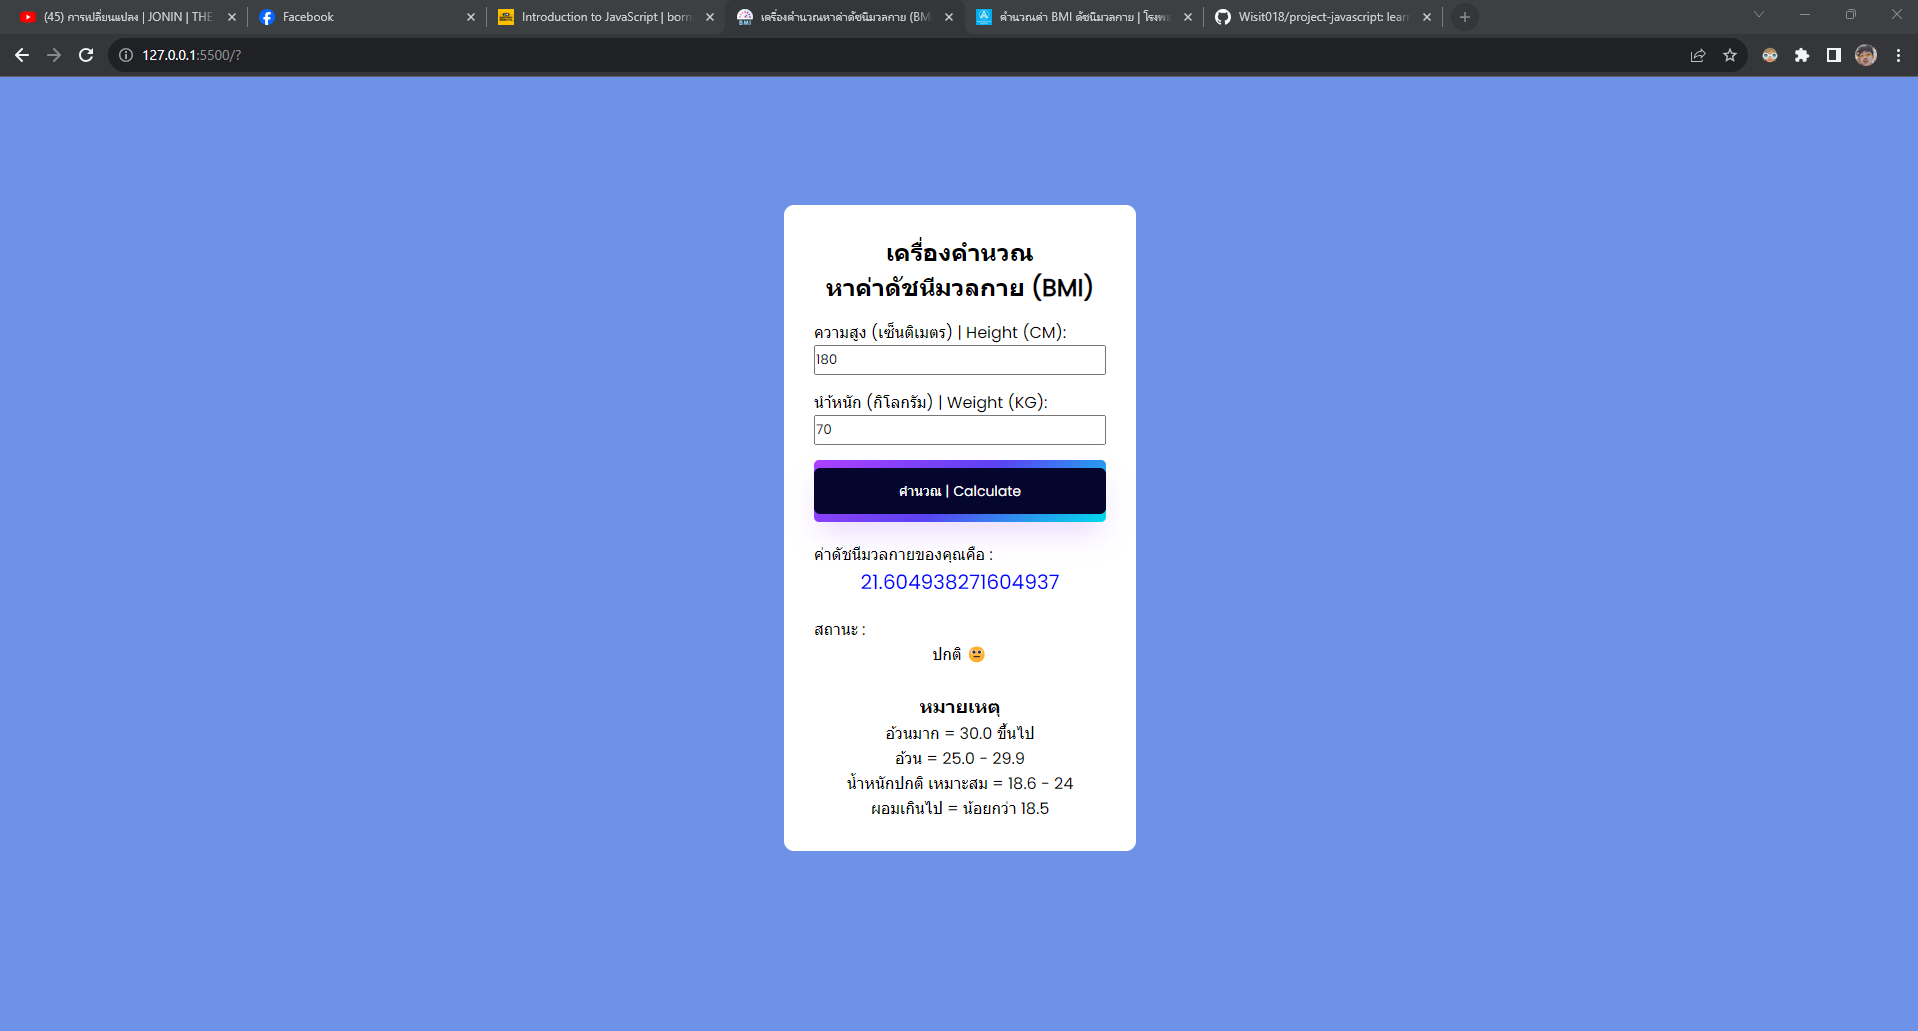 (45) การเปลี่ยนแปลง | JONIN | THE
Facebook
Introduction to JavaScript | born
เครื่องคำนวณหาค่าดัชนีมวลกาย (BMI
คำนวณค่า BMI ดัชนีมวลกาย | โรงพย
Wisit018/project-javascript: lear
127.0.0.1:5500/?
เครื่องคำนวณ
หาค่าดัชนีมวลกาย (BMI)
ความสูง (เซ็นติเมตร) | Height (CM):
180
นำ้หนัก (กิโลกรัม) | Weight (KG):
70
คำนวณ | Calculate
ค่าดัชนีมวลกายของคุณคือ :
21.604938271604937
สถานะ :
ปกติ 😐
หมายเหตุ
อ้วนมาก = 30.0 ขึ้นไป
อ้วน = 25.0 - 29.9
น้ำหนักปกติ เหมาะสม = 18.6 - 24
ผอมเกินไป = น้อยกว่า 18.5